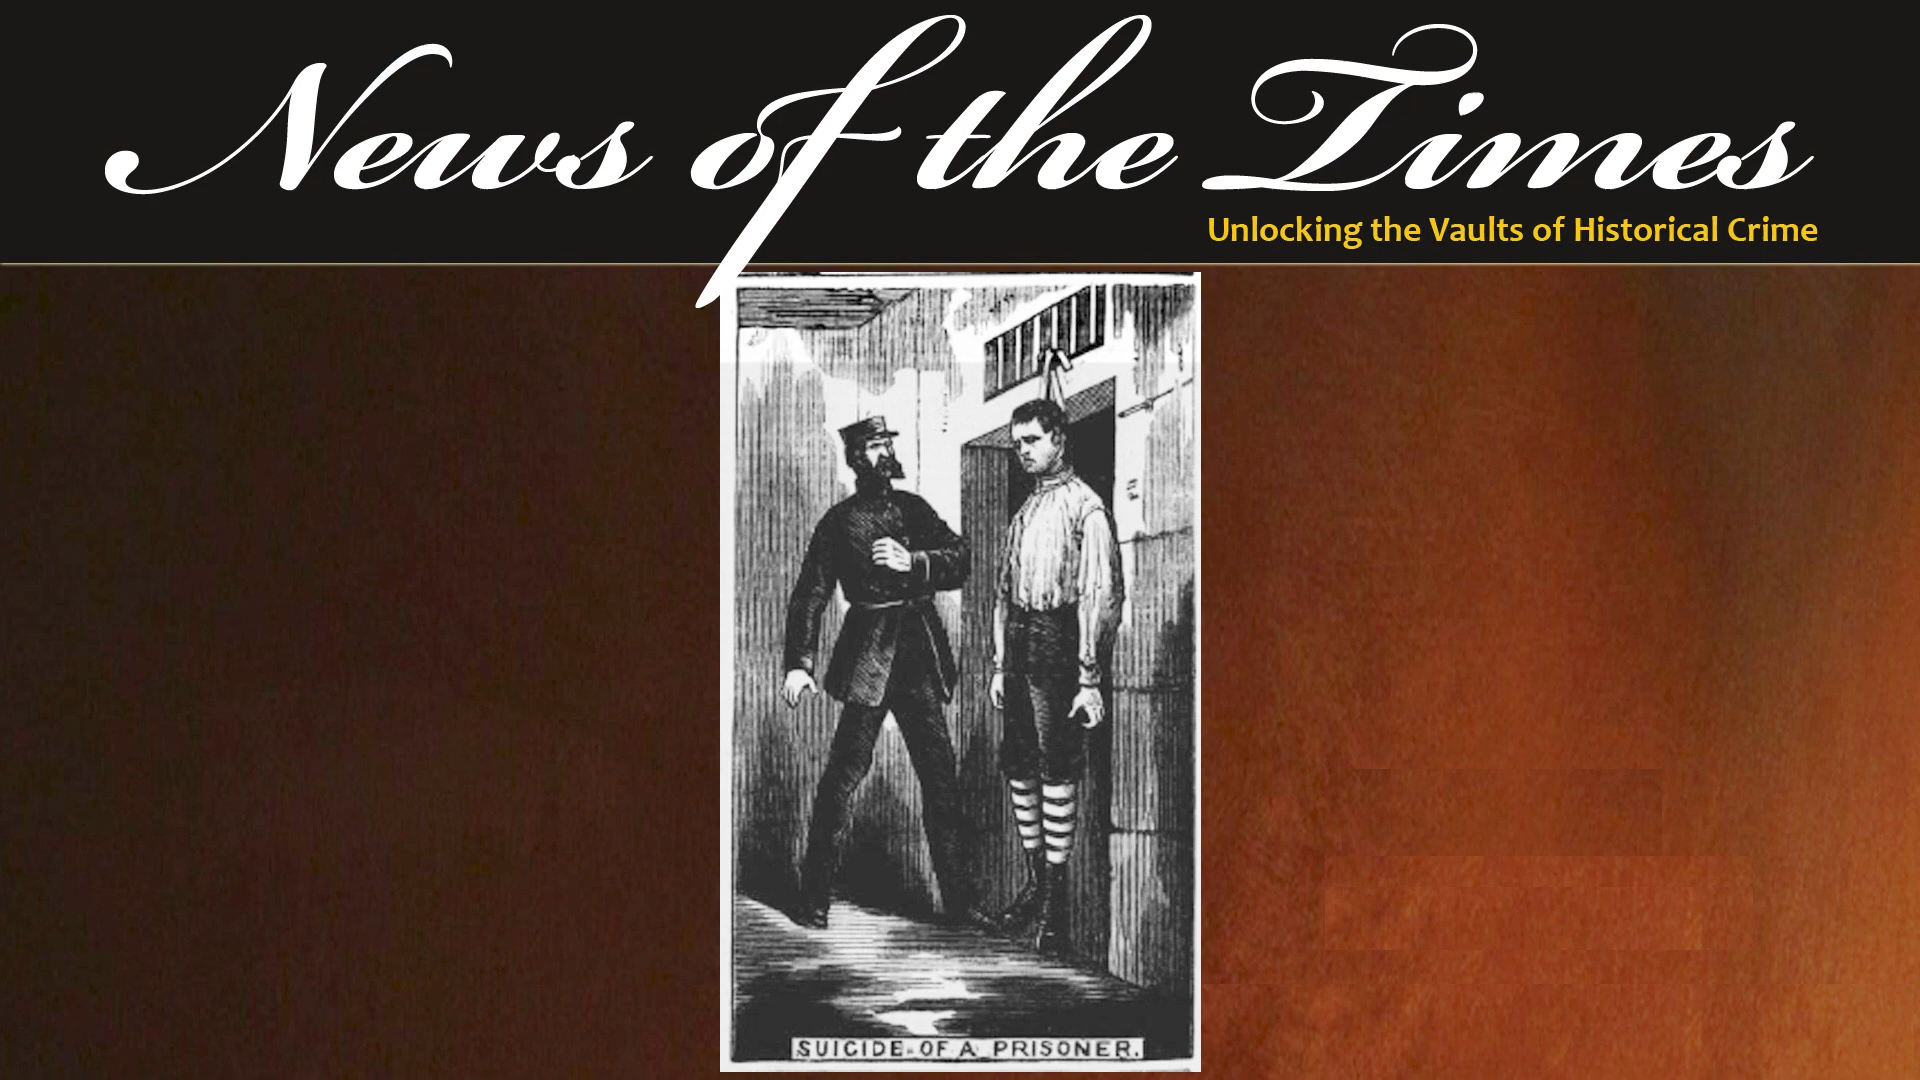 News of the Times
Unlocking the Vaults of Historical Crime
SUICIDE OF A PRISONER.